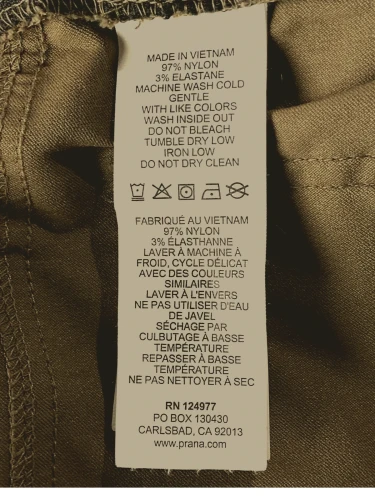 MADE IN VIETNAM
97% NYLON
3% ELASTANE
MACHINE WASH COLD
GENTLE
WITH LIKE COLORS
WASH INSIDE OUT
DO NOT BLEACH
TUMBLE DRY LOW
IRON LOW
DO NOT DRY CLEAN
FABRIQUÉ AU VIETNAM
97% NYLON
3% ÉLASTHANNE
LAVER À MACHINE À
FROID, CYCLE DÉLICAT
AVEC DES COULEURS
SIMILAIRES
LAVER À L'ENVERS
NE PAS UTILISER D'EAU
DE JAVEL
SÉCHAGE PAR
CULBUTAGE À BASSE
TEMPÉRATURE
REPASSER À BASSE
TEMPÉRATURE
NE PAS NETTOYER À SEC
RN 124977
PO BOX 130430
CARLSBAD, CA 92013
www.prana.com